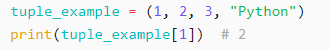 tuple_example = (1, 2, 3, "Python")
print(tuple_example[1])  # 2